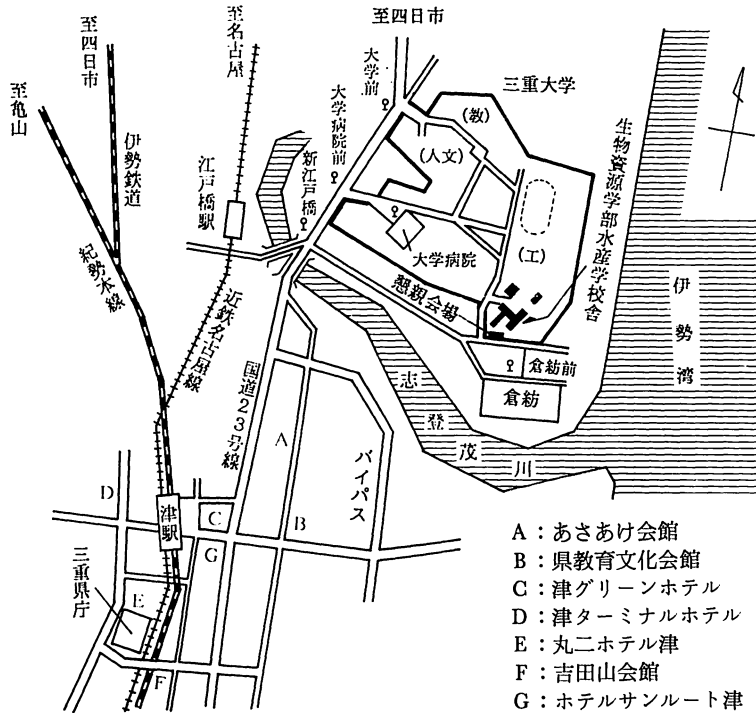 至四日市
至名古屋
至四日市
至亀山
大学前
三重大学
(教)
大学病院前
(人文)
生物資源学部水産学校舎
伊勢鉄道
江戸橋駅
新江戸橋
大学病院
(工)
紀勢本線
懇親会場
伊勢湾
近鉄名古屋線
倉紡前
倉紡
国道23号線
志登茂川
A
バイパス
D
津駅
C
B
G
三重県庁
E
F
A:あさあけ会館
B:県教育文化会館
C:津グリーンホテル
D:津ターミナルホテル
E:丸二ホテル津
F:吉田山会館
G:ホテルサンルート津